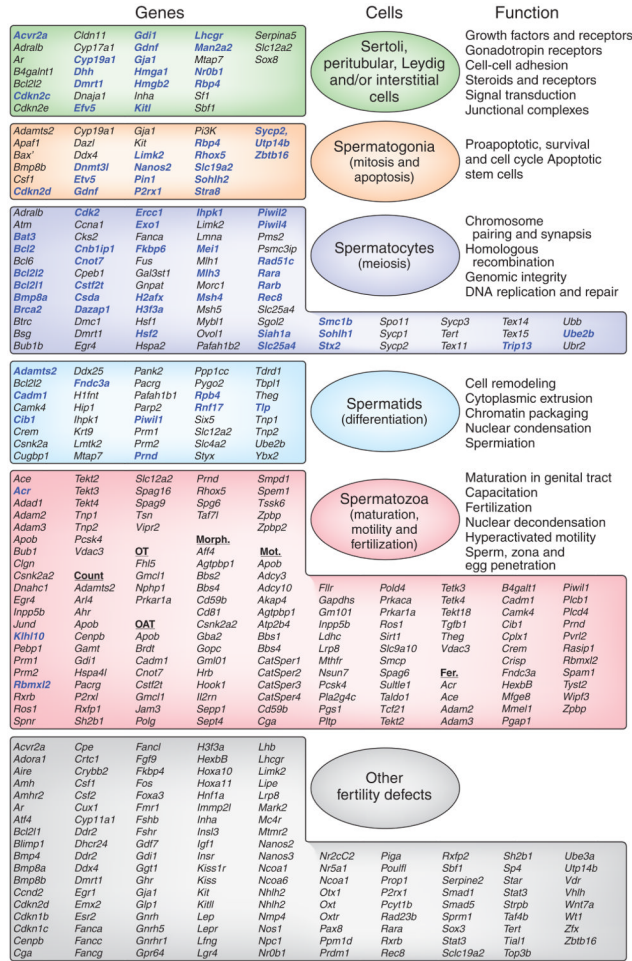 Genes Cells Function
Acvr2a Cldn11 Gdi1 Lhcgr Serpina5
Adralb Cyp17a1 Gdnf Man2a2 Slc12a2
Ar Cyp19a1 Gja1 Mtap7 Sox8
B4galnt1 Dhh Hmga1 Nr0b1
Bcl2l2 Dmrt1 Hmgb2 Rbp4
Cdkn2c Dnaja1 Inha Sf1
Cdkn2e Efv5 Kitl Sbf1
Sertoli,
peritubular, Leydig
and/or interstitial
cells
Growth factors and receptors
Gonadotropin receptors
Cell-cell adhesion
Steroids and receptors
Signal transduction
Junctional complexes
Adamts2 Cyp19a1 Gja1 Pi3K Sycp2,
Apaf1 Dazl Kit Rbp4 Utp14b
Bax' Ddx4 Limk2 Rhox5 Zbtb16
Bmp8b Dnmt3l Nanos2 Slc19a2
Csf1 Etv5 Pin1 Sohlh2
Cdkn2d Gdnf P2rx1 Stra8
Spermatogonia
(mitosis and
apoptosis)
Proapoptotic, survival
and cell cycle Apoptotic
stem cells
Adralb Cdk2 Ercc1 Ihpk1 Piwil2
Atm Ccna1 Exo1 Limk2 Piwil4
Bat3 Cks2 Fanca Lmna Pms2
Bcl2 Cnb1ip1 Fkbp6 Mei1 Psmc3ip
Bcl6 Cnot7 Fus Mlh1 Rad51c
Bcl2l2 Cpeb1 Gal3st1 Mlh3 Rara
Bcl2l1 Cstf2t Gnpat Morc1 Rarb
Bmp8a Csda H2afx Msh4 Rec8
Brca2 Dazap1 H3f3a Msh5 Slc25a4
Btrc Dmc1 Hsf1 Mybl1 Sgol2 Smc1b Spo11 Sycp3 Tex14 Ubb
Bsg Dmrt1 Hsf2 Ovol1 Siah1a Sohlh1 Sycp1 Tert Tex15 Ube2b
Bub1b Egr4 Hspa2 Pafah1b2 Slc25a4 Stx2 Sycp2 Tex11 Trip13 Ubr2
Spermatocytes
(meiosis)
Chromosome
pairing and synapsis
Homologous
recombination
Genomic integrity
DNA replication and repair
Adamts2 Ddx25 Pank2 Ppp1cc Tdrd1
Bcl2l2 Fndc3a Pacrg Pygo2 Tbpl1
Cadm1 H1fnt Pafah1b1 Rpb4 Theg
Camk4 Hip1 Parp2 Rnf17 Tlp
Cib1 Ihpk1 Piwil1 Six5 Tnp1
Crem Krt9 Prm1 Slc12a2 Tnp2
Csnk2a Lmtk2 Prm2 Slc4a2 Ube2b
Cugbp1 Mtap7 Prnd Styx Ybx2
Spermatids
(differentiation)
Cell remodeling
Cytoplasmic extrusion
Chromatin packaging
Nuclear condensation
Spermiation
Ace Tekt2 Slc12a2 Prnd Smpd1
Acr Tekt3 Spag16 Rhox5 Spem1
Adad1 Tekt4 Spag9 Spg6 Tssk6
Adam2 Tnp1 Tsn Taf7l Zpbp
Adam3 Tnp2 Vipr2 Zpbp2
Apob Pcsk4 Morph.
Bub1 Vdac3 OT Aff4 Mot.
Clgn Fhl5 Agtpbp1 Apob
Csnk2a2 Count Gmcl1 Bbs2 Adcy3
Dnahc1 Adamts2 Nphp1 Bbs4 Adcy10
Egr4 Arl4 Prkar1a Cd59b Akap4
Inpp5b Ahr Cd81 Agtpbp1
Jund Apob OAT Csnk2a2 Atp2b4
Klhl10 Cenpb Apob Gba2 Bbs1
Pebp1 Gamt Brdt Gopc Bbs4
Prm1 Gdi1 Cadm1 Gml01 CatSper1
Prm2 Hspa4l Cnot7 Hrb CatSper2
Rbmxl2 Pacrg Cstf2t Hook1 CatSper3
Rxrb P2rxl Gmcl1 Il2rn CatSper4
Ros1 Rxfp1 Jam3 Sepp1 Cd59b
Spnr Sh2b1 Polg Sept4 Cga
Spermatozoa
(maturation,
motility and
fertilization)
Maturation in genital tract
Capacitation
Fertilization
Nuclear decondensation
Hyperactivated motility
Sperm, zona and
egg penetration
Fllr Pold4 Tetk3 B4galt1 Piwil1
Gapdhs Prkaca Tetk4 Cadm1 Plcb1
Gm101 Prkar1a Tekt18 Camk4 Plcd4
Inpp5b Ros1 Tgfb1 Cib1 Prnd
Ldhc Sirt1 Theg Cplx1 Pvrl2
Lrp8 Slc9a10 Vdac3 Crem Rasip1
Mthfr Smcp Crisp Rbmxl2
Nsun7 Spag6 Fer. Fndc3a Spam1
Pcsk4 Sultle1 Acr HexbB Tyst2
Pla2g4c Taldo1 Ace Mfge8 Wipf3
Pgs1 Tcf21 Adam2 Mmel1 Zpbp
Pltp Tekt2 Adam3 Pgap1
Acvr2a Cpe Fancl H3f3a Lhb
Adora1 Crtc1 Fgf9 HexbB Lhcgr
Aire Crybb2 Fkbp4 Hoxa10 Limk2
Amh Csf1 Fos Hoxa11 Lipe
Amhr2 Csf2 Foxa3 Hnf1a Lrp8
Ar Cux1 Fmr1 Immp2l Mark2
Atf4 Cyp11a1 Fshb Inha Mc4r
Bcl2l1 Ddr2 Fshr Insl3 Mtmr2
Blimp1 Dhcr24 Gdf7 Igf1 Nanos2
Bmp4 Ddr2 Gdi1 Insr Nanos3 Nr2cC2 Piga Rxfp2 Sh2b1 Ube3a
Bmp8a Ddx4 Ggt1 Kiss1r Ncoa1 Nr5a1 Poulfl Sbf1 Sp4 Utp14b
Bmp8b Dmrt1 Ghr Kiss Ncoa6 Ncoa1 Prop1 Serpine2 Star Vdr
Ccnd2 Egr1 Gja1 Kit Nhlh2 Otx1 P2rx1 Smad1 Stat3 Vhlh
Cdkn2d Emx2 Glp1 Kitll Nhlh2 Oxt Pcyt1b Smad5 Strpb Wnt7a
Cdkn1b Esr2 Gnrh Lep Nmp4 Oxtr Rad23b Sprm1 Taf4b Wt1
Cdkn1c Fanca Gnrh5 Lepr Nos1 Pax8 Rara Sox3 Tert Zfx
Cenpb Fancc Gnrhr1 Lfng Npc1 Ppm1d Rxrb Stat3 Tial1 Zbtb16
Cga Fancg Gpr64 Lgr4 Nr0b1 Prdm1 Rec8 Sclc19a2 Top3b
Other
fertility defects